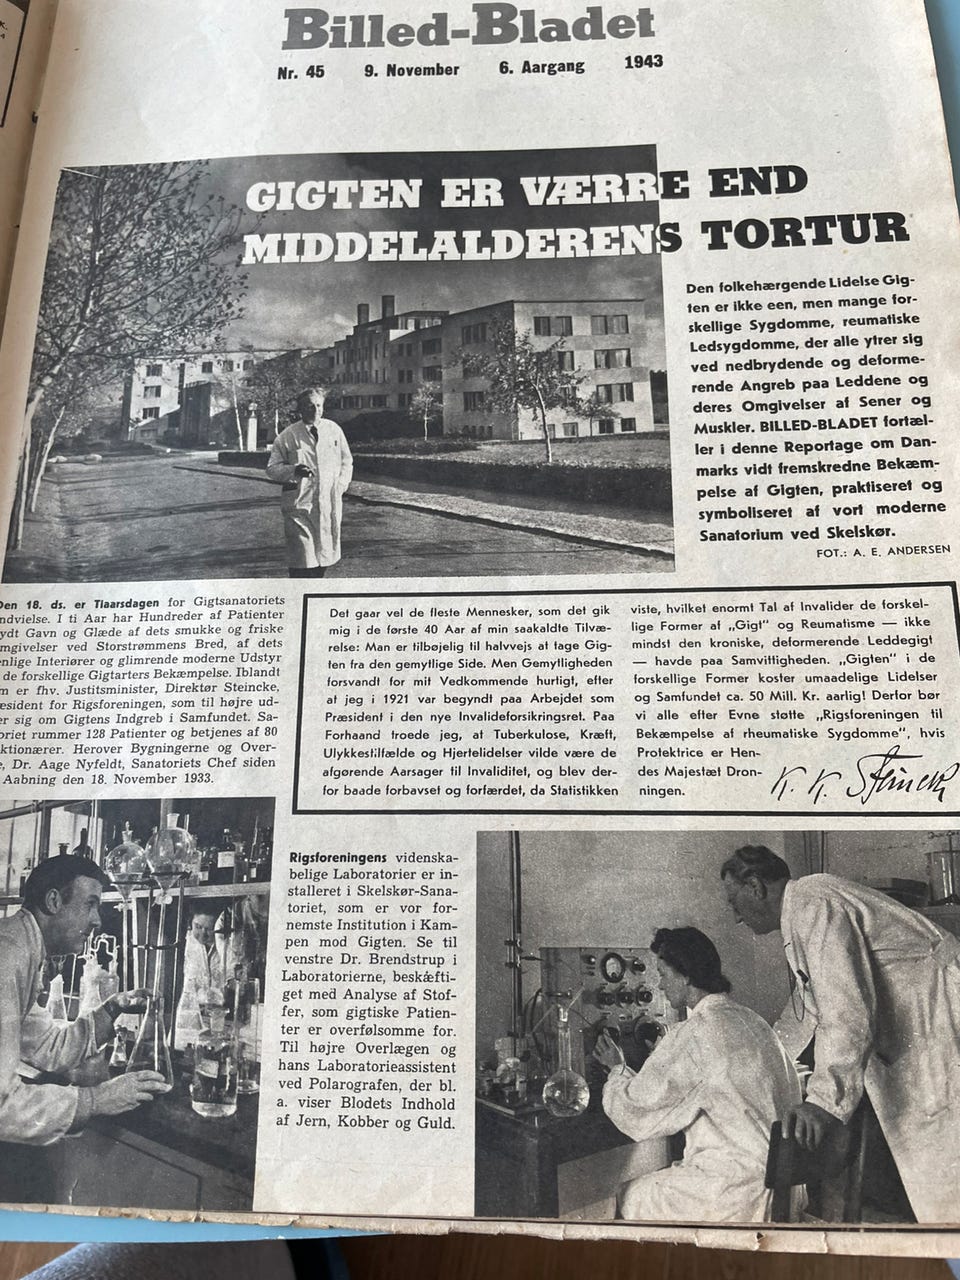 Billed-Bladet
Nr. 45 9. November 6. Aargang 1943
GIGTEN ER VÆRRE END
MIDDELALDERENS TORTUR
Den folkehærgende Lidelse Gig-
ten er ikke een, men mange for-
skellige Sygdomme, reumatiske
Ledsygdomme, der alle ytrer sig
ved nedbrydende og deforme-
rende Angreb paa Leddene og
deres Omgivelser af Sener og
Muskler. BILLED-BLADET fortæl-
ler i denne Reportage om Dan-
marks vidt fremskredne Bekæm-
pelse af Gigten, praktiseret og
symboliseret af vort moderne
Sanatorium ved Skelskør.
FOT.: A. E. ANDERSEN
Den 18. ds. er Tiaarsdagen for Gigtsanatoriets
ndvielse. I ti Aar har Hundreder af Patienter
ydt Gavn og Glæde af dets smukke og friske
mgivelser ved Storstrømmens Bred, af dets
enlige Interiører og glimrende moderne Udstyr
de forskellige Gigtarters Bekæmpelse. Iblandt
m er fhv. Justitsminister, Direktør Steincke,
æsident for Rigsforeningen, som til højre ud-
er sig om Gigtens Indgreb i Samfundet. Sa-
oriet rummer 128 Patienter og betjenes af 80
ktionærer. Herover Bygningerne og Over-
e, Dr. Aage Nyfeldt, Sanatoriets Chef siden
Aabning den 18. November 1933.
Det gaar vel de fleste Mennesker, som det gik
mig i de første 40 Aar af min saakaldte Tilvæ-
relse: Man er tilbøjelig til halvvejs at tage Gig-
ten fra den gemytlige Side. Men Gemytligheden
forsvandt for mit Vedkommende hurtigt, efter
at jeg i 1921 var begyndt paa Arbejdet som
Præsident i den nye Invalideforsikringsret. Paa
Forhaand troede jeg, at Tuberkulose, Kræft,
Ulykkestilfælde og Hjertelidelser vilde være de
afgørende Aarsager til Invaliditet, og blev der-
for baade forbavset og forfærdet, da Statistikken
viste, hvilket enormt Tal af Invalider de forskel-
lige Former af „Gigt" og Reumatisme — ikke
mindst den kroniske, deformerende Leddegigt
— havde paa Samvittigheden. „Gigten" i de
forskellige Former koster umaadelige Lidelser
og Samfundet ca. 50 Mill. Kr. aarlig! Derfor bør
vi alle efter Evne støtte „Rigsforeningen til
Bekæmpelse af rheumatiske Sygdomme", hvis
Protektrice er Hen-
des Majestæt Dron-
ningen.
K. K. Steincke
Rigsforeningens videnska-
belige Laboratorier er in-
stalleret i Skelskør-Sana-
toriet, som er vor for-
nemste Institution i Kam-
pen mod Gigten. Se til
venstre Dr. Brendstrup i
Laboratorierne, beskæfti-
get med Analyse af Stof-
fer, som gigtiske Patien-
ter er overfølsomme for.
Til højre Overlægen og
hans Laboratorieassistent
ved Polarografen, der bl.
a. viser Blodets Indhold
af Jern, Kobber og Guld.